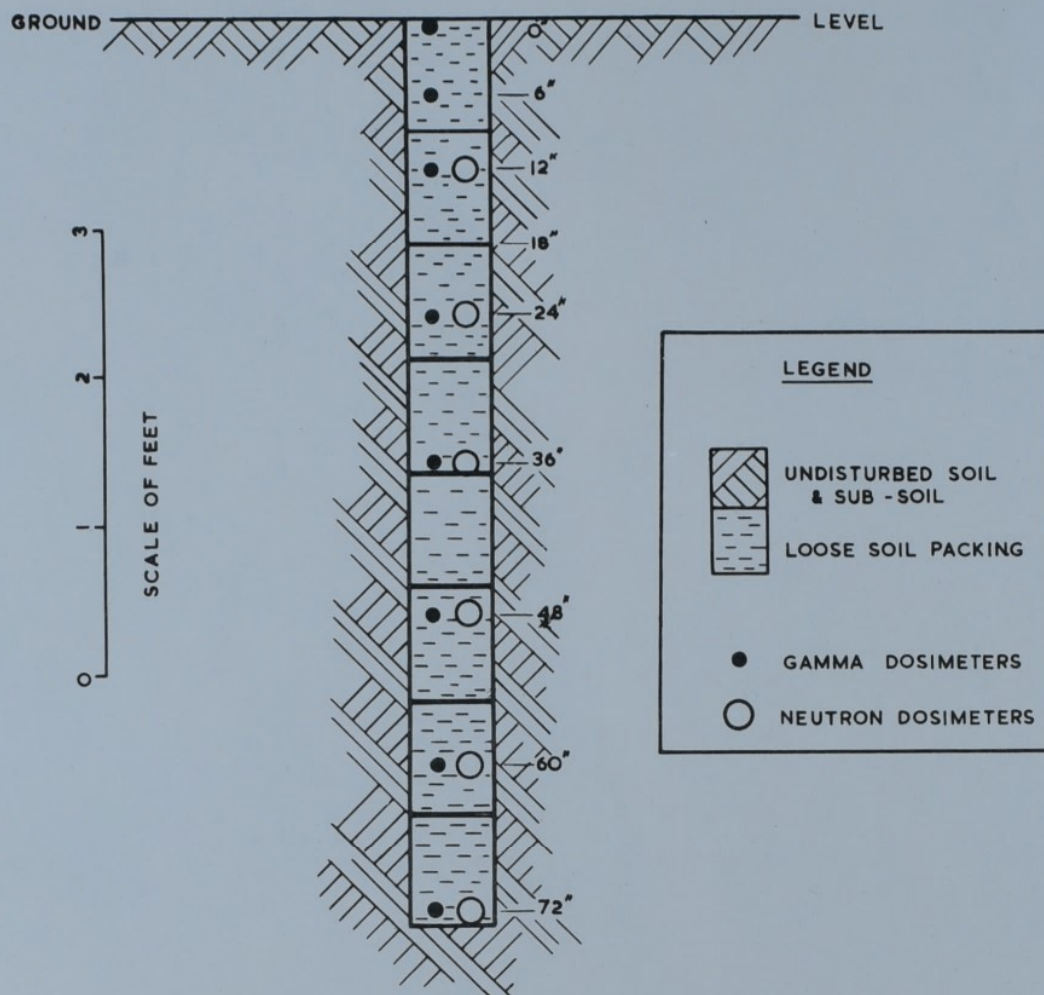 GROUND
LEVEL
0"
6"
12"
18"
24"
36"
48"
60"
72"
3
2
1
0
SCALE OF FEET
LEGEND
UNDISTURBED SOIL
& SUB - SOIL
LOOSE SOIL PACKING
GAMMA DOSIMETERS
NEUTRON DOSIMETERS